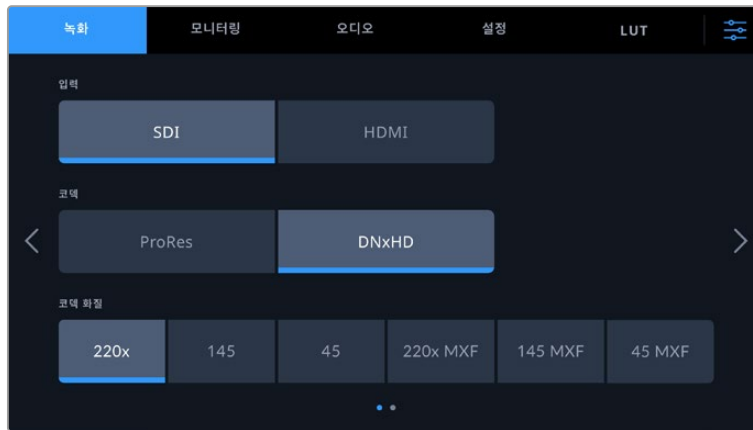 녹화 모니터링 오디오 설정 LUT
입력
SDI HDMI
코덱
ProRes DNxHD
코덱 화질
220x 145 45 220x MXF 145 MXF 45 MXF